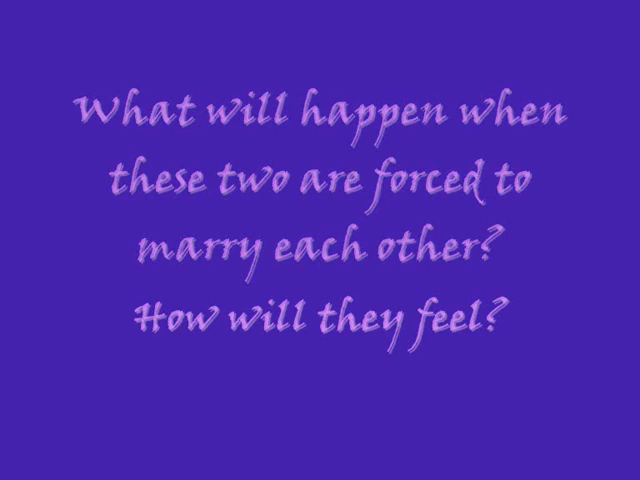 What will happen when
these two are forced to
marry each other?
How will they feel?